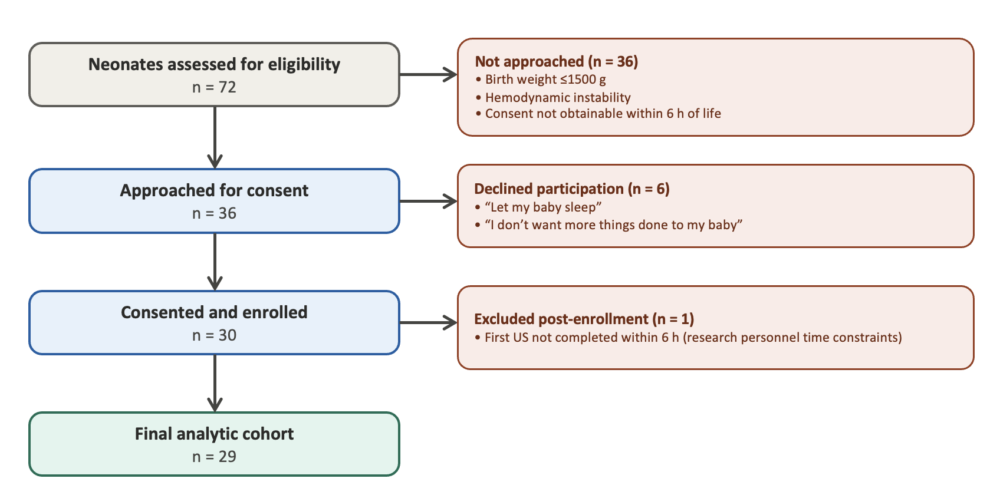 Neonates assessed for eligibility
n = 72
Not approached (n = 36)
• Birth weight ≤1500 g
• Hemodynamic instability
• Consent not obtainable within 6 h of life
Approached for consent
n = 36
Declined participation (n = 6)
• “Let my baby sleep”
• “I don’t want more things done to my baby”
Consented and enrolled
n = 30
Excluded post-enrollment (n = 1)
• First US not completed within 6 h (research personnel time constraints)
Final analytic cohort
n = 29